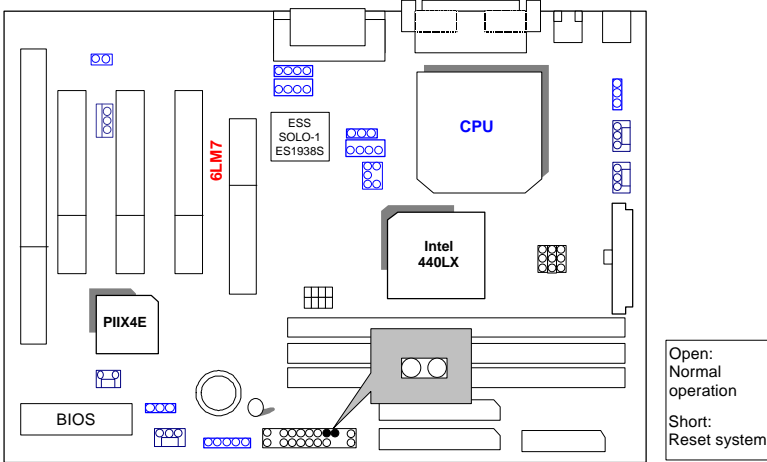 ESS
SOLO-1
ES1938S
CPU
6LM7
Intel
440LX
PIIX4E
BIOS
Open:
Normal
operation
Short:
Reset system